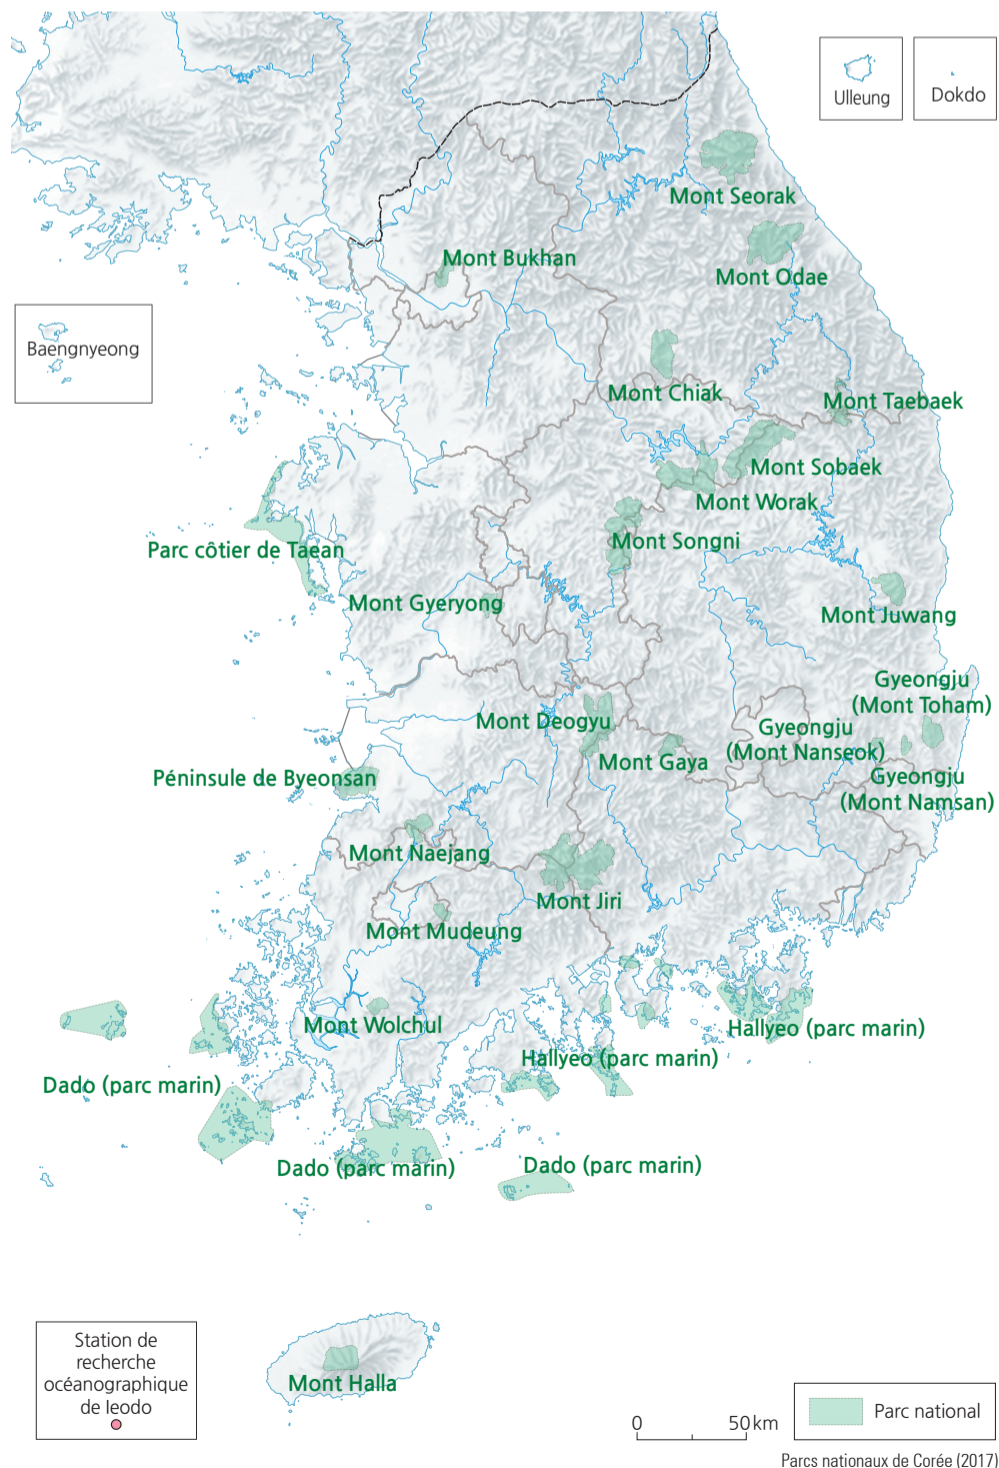 Ulleung
Dokdo
Mont Seorak
Mont Bukhan
Mont Odae
Baengnyeong
Mont Chiak
Mont Taebaek
Mont Sobaek
Mont Worak
Mont Songni
Parc côtier de Taean
Mont Gyeryong
Mont Juwang
Gyeongju
(Mont Toham)
Mont Deogyu
Gyeongju
(Mont Nanseok)
Mont Gaya
Péninsule de Byeonsan
Gyeongju
(Mont Namsan)
Mont Naejang
Mont Jiri
Mont Mudeung
Mont Wolchul
Hallyeo (parc marin)
Hallyeo (parc marin)
Dado (parc marin)
Dado (parc marin)
Dado (parc marin)
Station de
recherche
océanographique
de Ieodo
Mont Halla
0 50 km
Parc national
Parcs nationaux de Corée (2017)